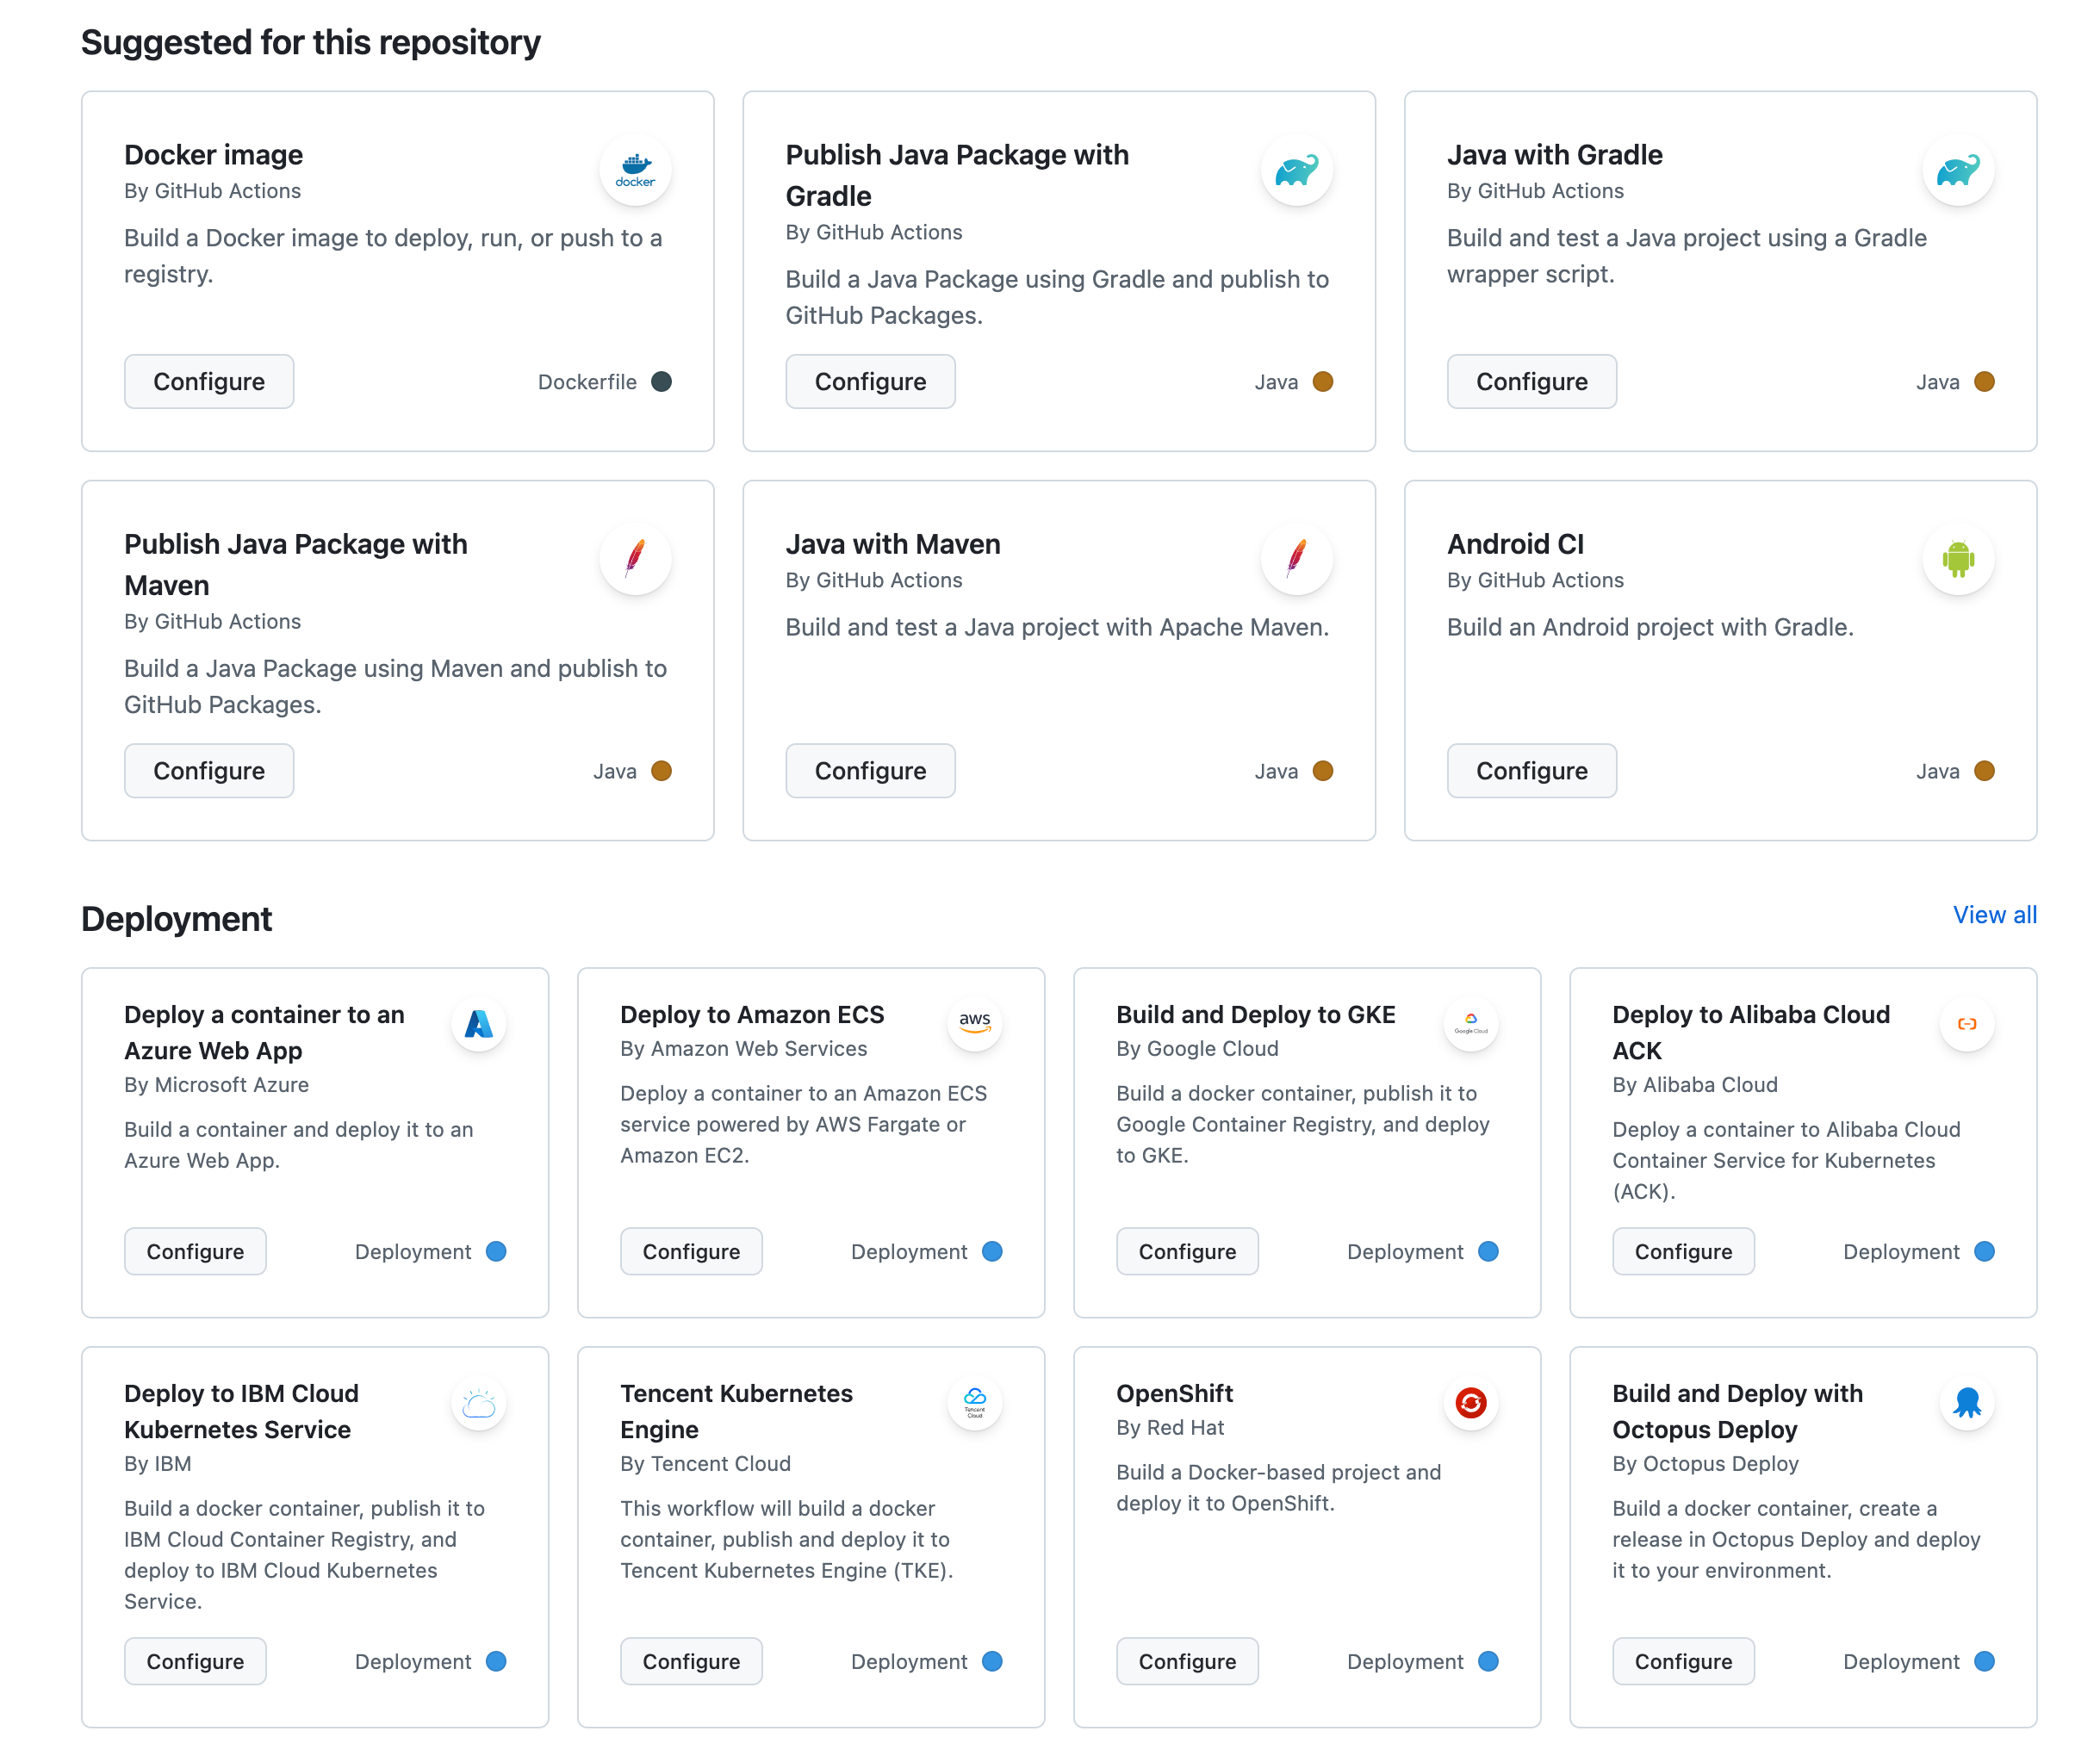 Suggested for this repository
Docker image
By GitHub Actions
docker
Build a Docker image to deploy, run, or push to a
registry.
Configure
Dockerfile
Publish Java Package with
Gradle
By GitHub Actions
Build a Java Package using Gradle and publish to
GitHub Packages.
Configure
Java
Java with Gradle
By GitHub Actions
Build and test a Java project using a Gradle
wrapper script.
Configure
Java
Publish Java Package with
Maven
By GitHub Actions
Build a Java Package using Maven and publish to
GitHub Packages.
Configure
Java
Java with Maven
By GitHub Actions
Build and test a Java project with Apache Maven.
Configure
Java
Android CI
By GitHub Actions
Build an Android project with Gradle.
Configure
Java
Deployment
View all
Deploy a container to an
Azure Web App
By Microsoft Azure
Build a container and deploy it to an
Azure Web App.
Configure
Deployment
Deploy to Amazon ECS
aws
By Amazon Web Services
Deploy a container to an Amazon ECS
service powered by AWS Fargate or
Amazon EC2.
Configure
Deployment
Build and Deploy to GKE
Google Cloud
By Google Cloud
Build a docker container, publish it to
Google Container Registry, and deploy
to GKE.
Configure
Deployment
Deploy to Alibaba Cloud
ACK
By Alibaba Cloud
Deploy a container to Alibaba Cloud
Container Service for Kubernetes
(ACK).
Configure
Deployment
Deploy to IBM Cloud
Kubernetes Service
By IBM
Build a docker container, publish it to
IBM Cloud Container Registry, and
deploy to IBM Cloud Kubernetes
Service.
Configure
Deployment
Tencent Kubernetes
Engine
Tencent
Cloud
By Tencent Cloud
This workflow will build a docker
container, publish and deploy it to
Tencent Kubernetes Engine (TKE).
Configure
Deployment
OpenShift
By Red Hat
Build a Docker-based project and
deploy it to OpenShift.
Configure
Deployment
Build and Deploy with
Octopus Deploy
By Octopus Deploy
Build a docker container, create a
release in Octopus Deploy and deploy
it to your environment.
Configure
Deployment